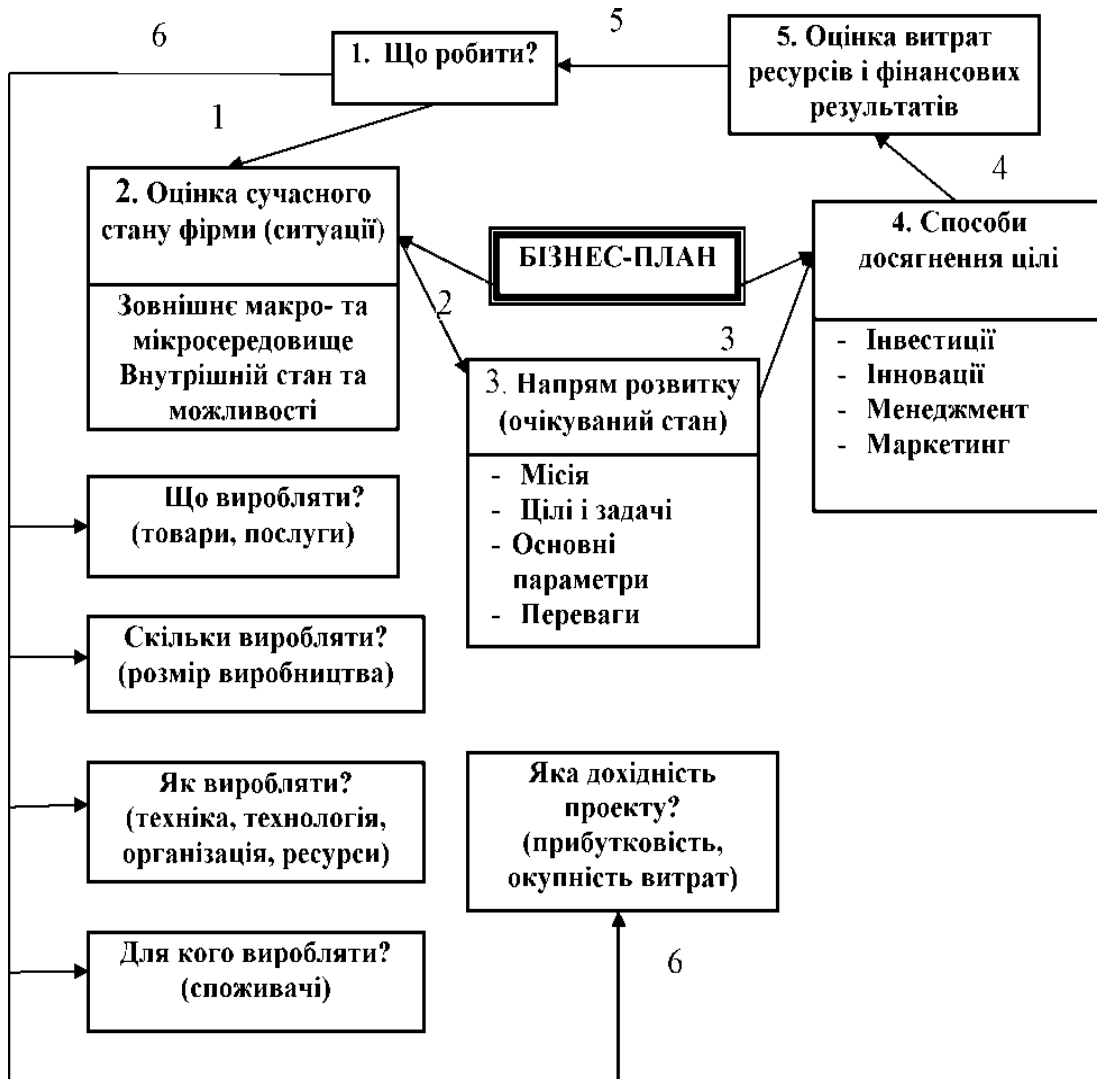 6
1. Що робити?
5
5. Оцінка витрат
ресурсів і фінансових
результатів
1
4
2. Оцінка сучасного
стану фірми (ситуації)
Зовнішнє макро- та
мікросередовище
Внутрішній стан та
можливості
БІЗНЕС-ПЛАН
4. Способи
досягнення цілі
- Інвестиції
- Інновації
- Менеджмент
- Маркетинг
2
3
3. Напрям розвитку
(очікуваний стан)
- Місія
- Цілі і задачі
- Основні
параметри
- Переваги
Що виробляти?
(товари, послуги)
Скільки виробляти?
(розмір виробництва)
Як виробляти?
(техніка, технологія,
організація, ресурси)
Яка дохідність
проекту?
(прибутковість,
окупність витрат)
Для кого виробляти?
(споживачі)
6